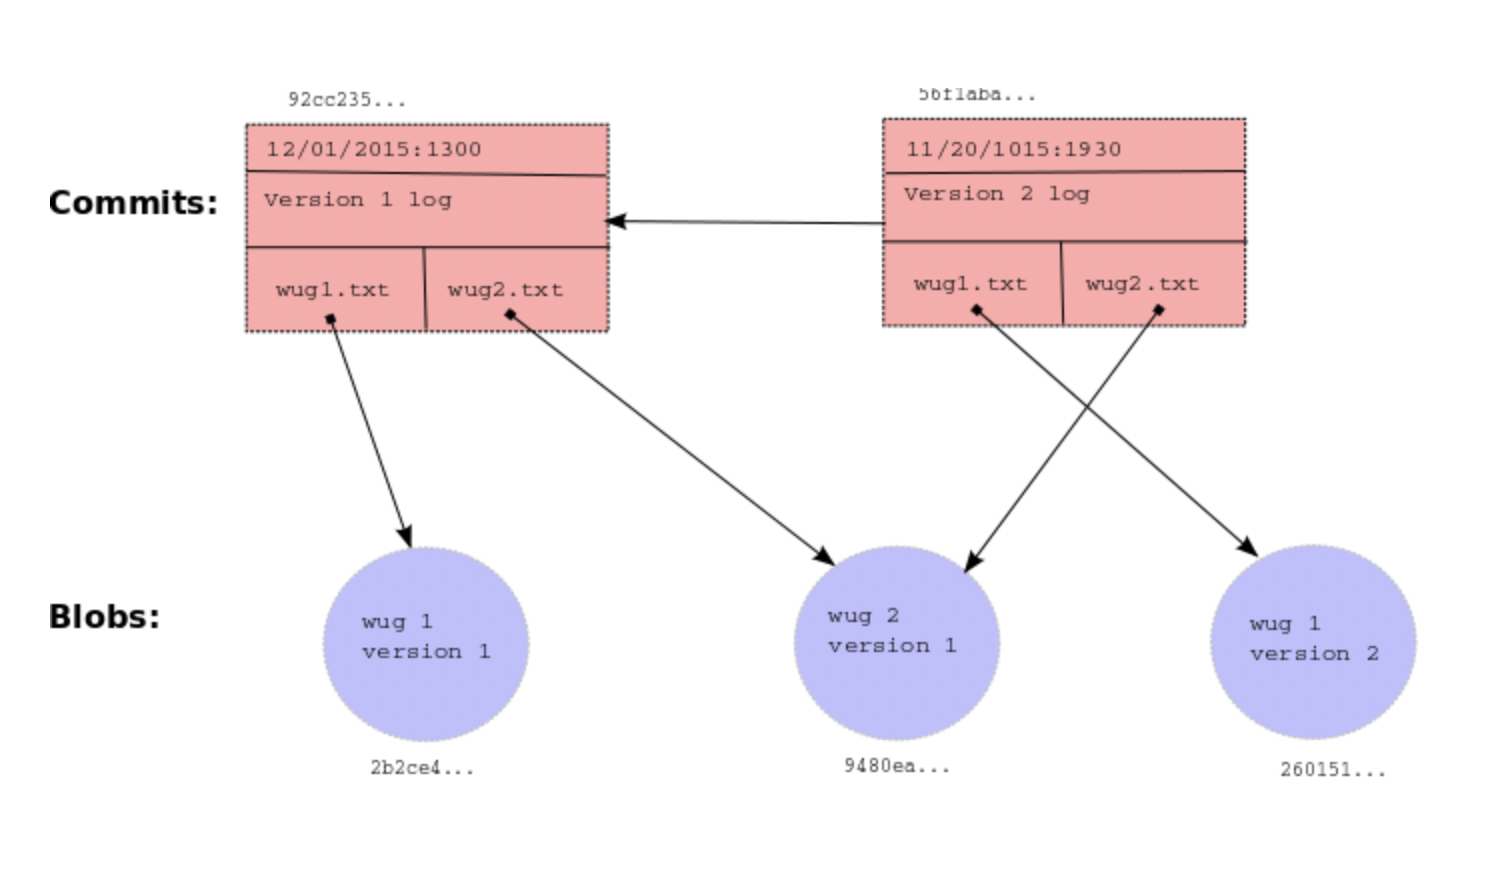 92cc235...
56f1aba...
12/01/2015:1300
11/20/1015:1930
Commits:
Version 1 log
Version 2 log
wug1.txt
wug2.txt
wug1.txt
wug2.txt
Blobs:
wug 1
version 1
wug 2
version 1
wug 1
version 2
2b2ce4...
9480ea...
260151...